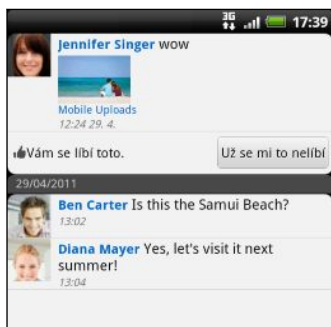 3G 17:39
Jennifer Singer wow
Mobile Uploads
12:24 29. 4.
Vám se líbí toto.
Už se mi to nelíbí
29/04/2011
Ben Carter Is this the Samui Beach?
13:02
Diana Mayer Yes, let's visit it next
summer!
13:04